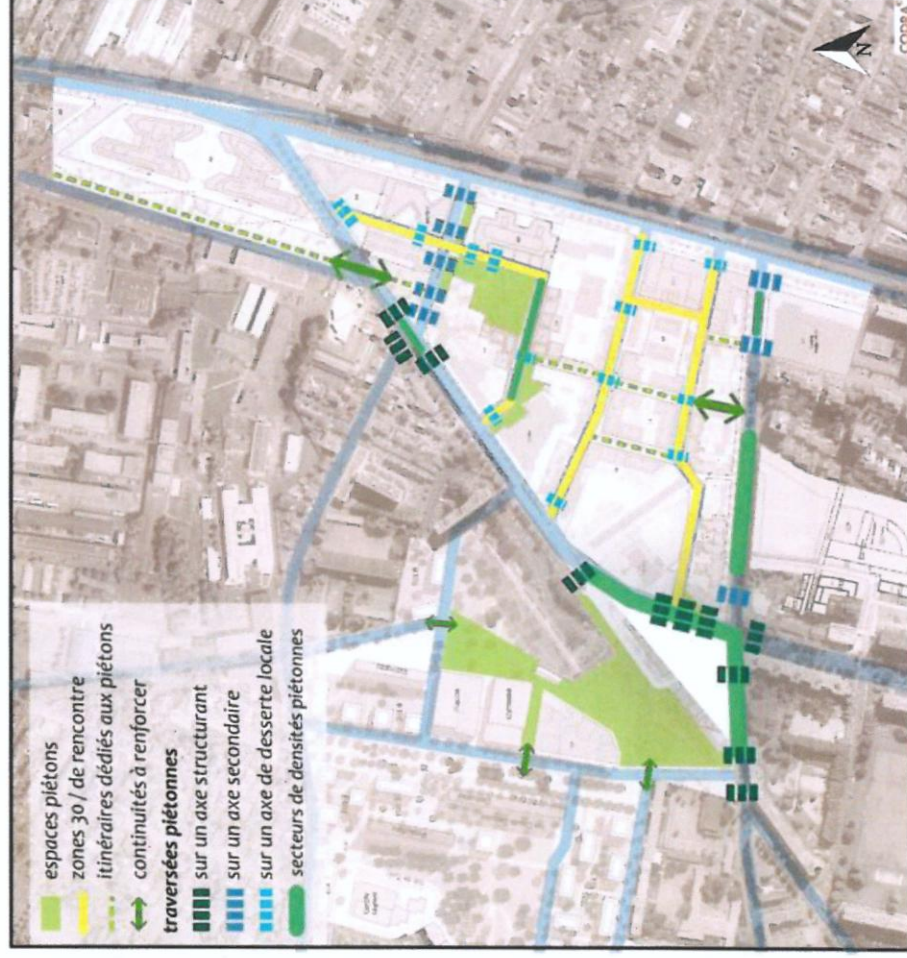 espaces piétons
zones 30 / de rencontre
itinéraires dédiés aux piétons
continuités à renforcer
traversées piétonnes
sur un axe structurant
sur un axe secondaire
sur un axe de desserte locale
secteurs de densités piétonnes
N
CODRA